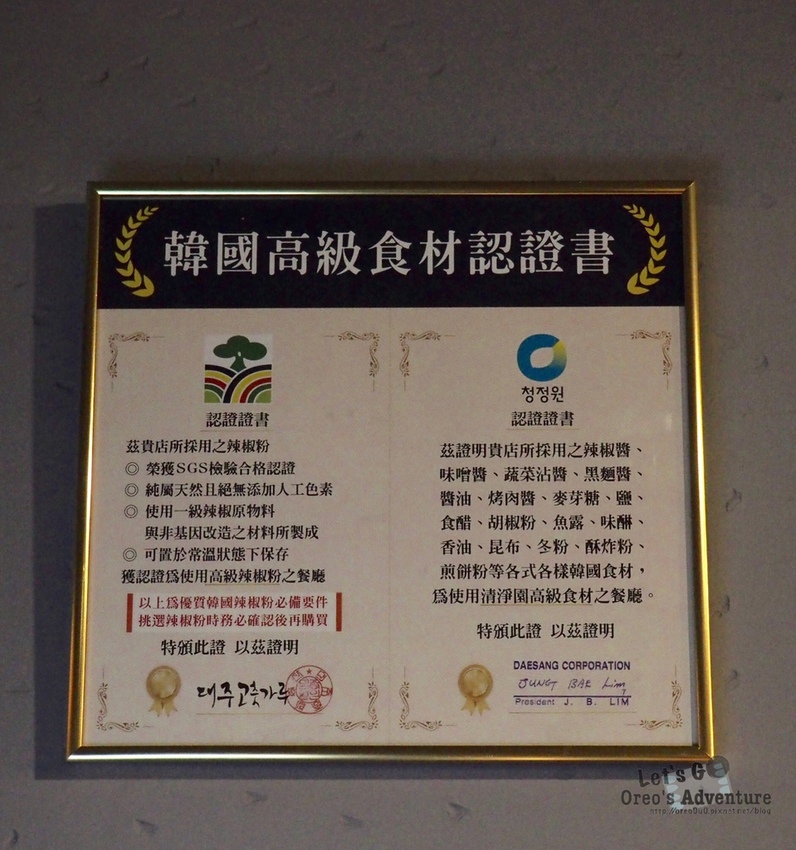 韓國高級食材認證書
認證證書
茲貴店所採用之辣椒粉
◎ 榮獲SGS檢驗合格認證
◎ 純屬天然且絕無添加人工色素
◎ 使用一級辣椒原物料
與非基因改造之材料所製成
◎ 可置於常溫狀態下保存
獲認證為使用高級辣椒粉之餐廳
以上為優質韓國辣椒粉必備要件
挑選辣椒粉時務必確認後再購買
特頒此證 以茲證明
대주고춧가루
청정원
認證證書
茲證明貴店所採用之辣椒醬、
味噌醬、蔬菜沾醬、黑麵醬、
醬油、烤肉醬、麥芽糖、鹽、
食醋、胡椒粉、魚露、味醂、
香油、昆布、冬粉、酥炸粉、
煎餅粉等各式各樣韓國食材，
為使用清淨園高級食材之餐廳。
特頒此證 以茲證明
DAESANG CORPORATION
JUNGT BAE Lim
President J. B. LIM
Let's Go
Oreo's Adventure